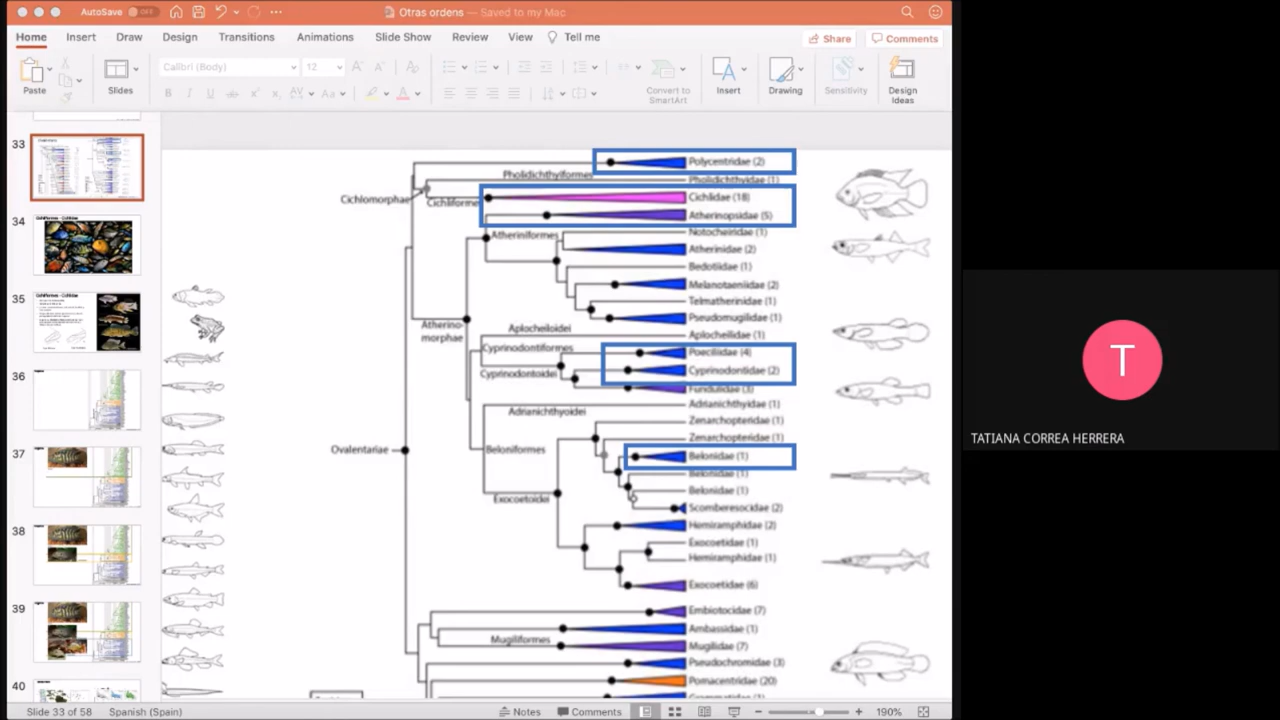 AutoSave OFF
Otras ordens — Saved to my Mac
Home Insert Draw Design Transitions Animations Slide Show Review View Tell me
Share Comments
Paste
Slides
Calibri (Body) 12
Convert to
SmartArt
Insert
Drawing
Sensitivity
Design
Ideas
33
34
35
36
37
38
39
40
Polycentridae (2)
Pholidichthyiformes
Pholidichthyidae (1)
Cichlomorphae
Cichliformes
Cichlidae (18)
Atherinopsidae (5)
Atheriniformes
Notocheiridae (1)
Atherinidae (2)
Bedotiidae (1)
Melanotaeniidae (2)
Telmatherinidae (1)
Pseudomugilidae (1)
Atherino-
morphae
Aplocheiloidei
Aplocheilidae (1)
Cyprinodontiformes
Poeciliidae (4)
Cyprinodontoidei
Cyprinodontidae (2)
Fundulidae (3)
Adrianichthyidae (1)
Adrianichthyoidei
Zenarchopteridae (1)
Zenarchopteridae (1)
Ovalentariae
Beloniformes
Belonidae (1)
Belonidae (1)
Belonidae (1)
Exocoetoidei
Scomberesocidae (2)
Hemiramphidae (2)
Exocoetidae (1)
Hemiramphidae (1)
Exocoetidae (6)
Embiotocidae (7)
Ambassidae (1)
Mugiliformes
Mugilidae (7)
Pseudochromidae (3)
Pomacentridae (20)
T
TATIANA CORREA HERRERA
Slide 33 of 58 Spanish (Spain)
Notes Comments
190%